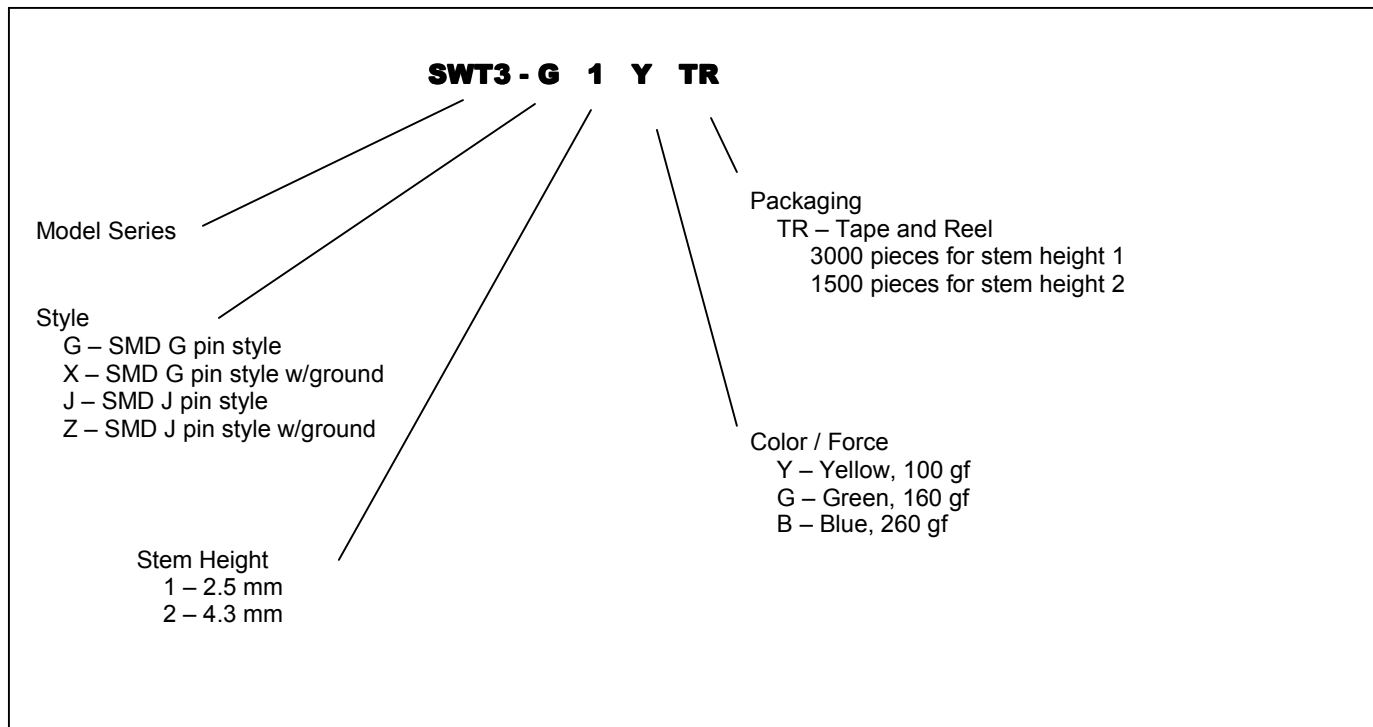 SWT3 - G 1 Y TR
Model Series
Style
G – SMD G pin style
X – SMD G pin style w/ground
J – SMD J pin style
Z – SMD J pin style w/ground
Stem Height
1 – 2.5 mm
2 – 4.3 mm
Packaging
TR – Tape and Reel
3000 pieces for stem height 1
1500 pieces for stem height 2
Color / Force
Y – Yellow, 100 gf
G – Green, 160 gf
B – Blue, 260 gf